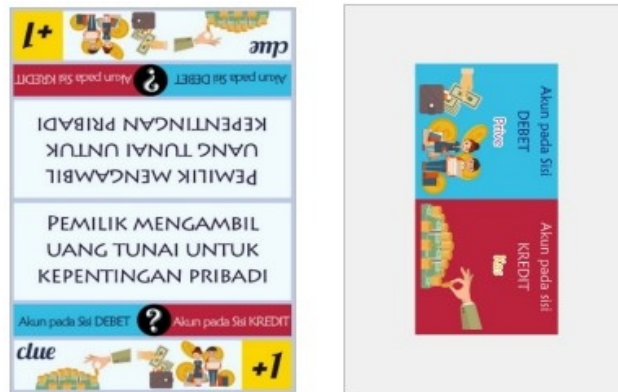 +1
clue
Akun pada Sisi DEBET ? Akun pada Sisi KREDIT
PEMILIK MENGAMBIL
UANG TUNAI UNTUK
KEPENTINGAN PRIBADI
PEMILIK MENGAMBIL
UANG TUNAI UNTUK
KEPENTINGAN PRIBADI
Akun pada Sisi DEBET ? Akun pada Sisi KREDIT
clue
+1
Akun pada Sisi
DEBET
Prive
Akun pada sisi
KREDIT
Kas